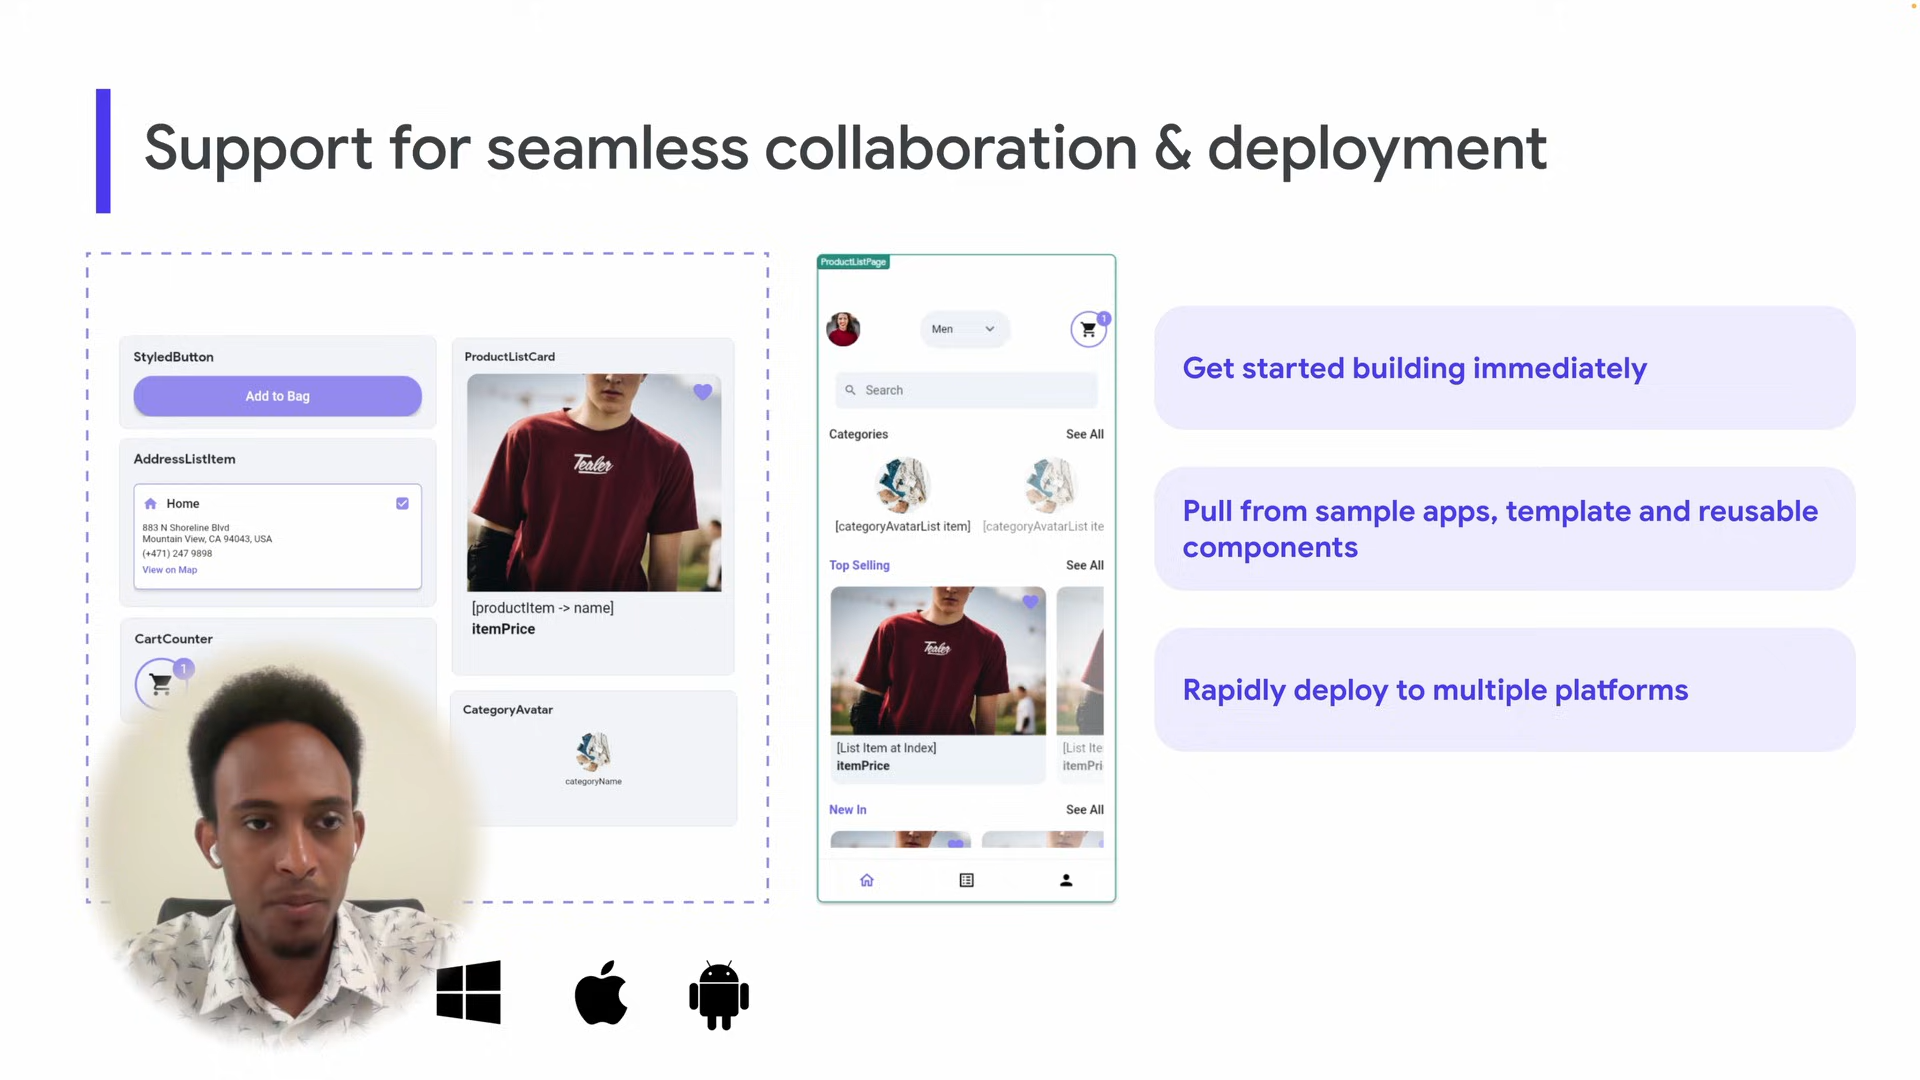 Support for seamless collaboration & deployment
StyledButton
Add to Bag
AddressListItem
Home
883 N Shoreline Blvd
Mountain View, CA 94043, USA
(+471) 247 9898
View on Map
CartCounter
1
ProductListCard
Tealer
[productItem -> name]
itemPrice
CategoryAvatar
categoryName
ProductListPage
Men
1
Search
Categories
See All
[categoryAvatarList item]
[categoryAvatarList ite
Top Selling
See All
Tealer
[List Item at Index]
itemPrice
[List Ite
itemPri
New In
See All
Get started building immediately
Pull from sample apps, template and reusable
components
Rapidly deploy to multiple platforms